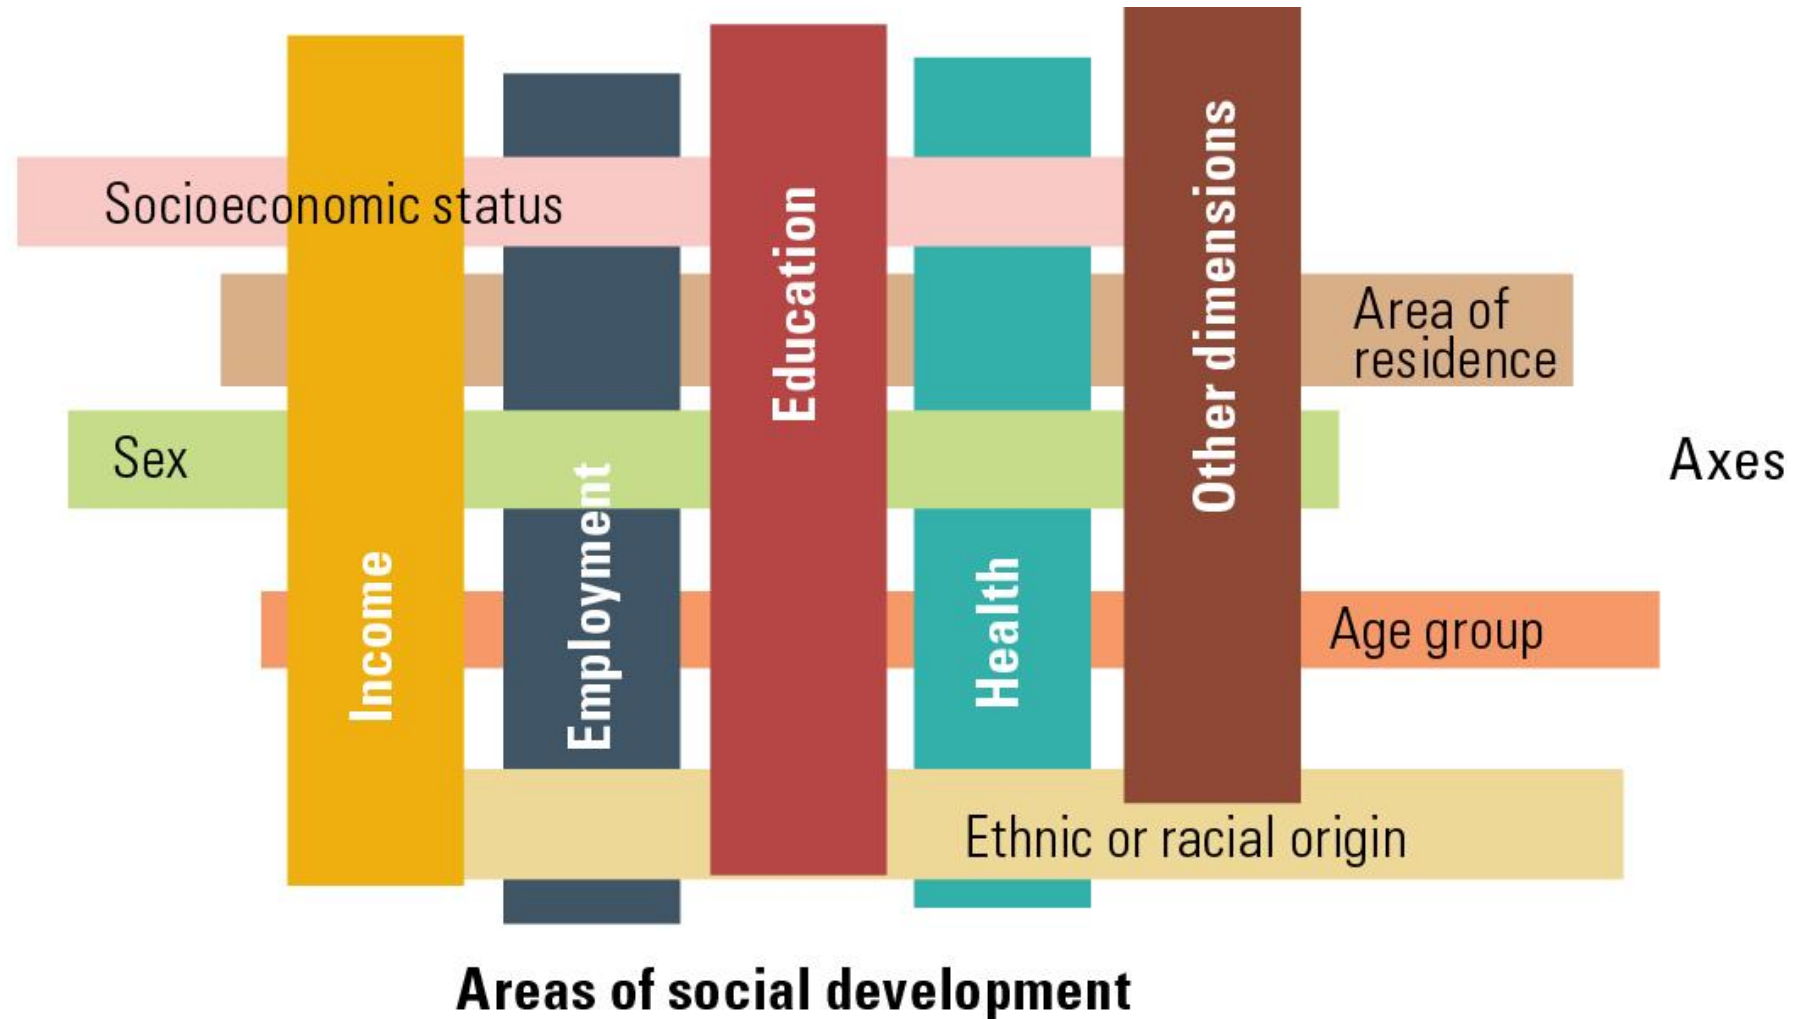 Socioeconomic status
Area of
residence
Sex
Axes
Age group
Ethnic or racial origin
Income
Employment
Education
Health
Other dimensions
Areas of social development